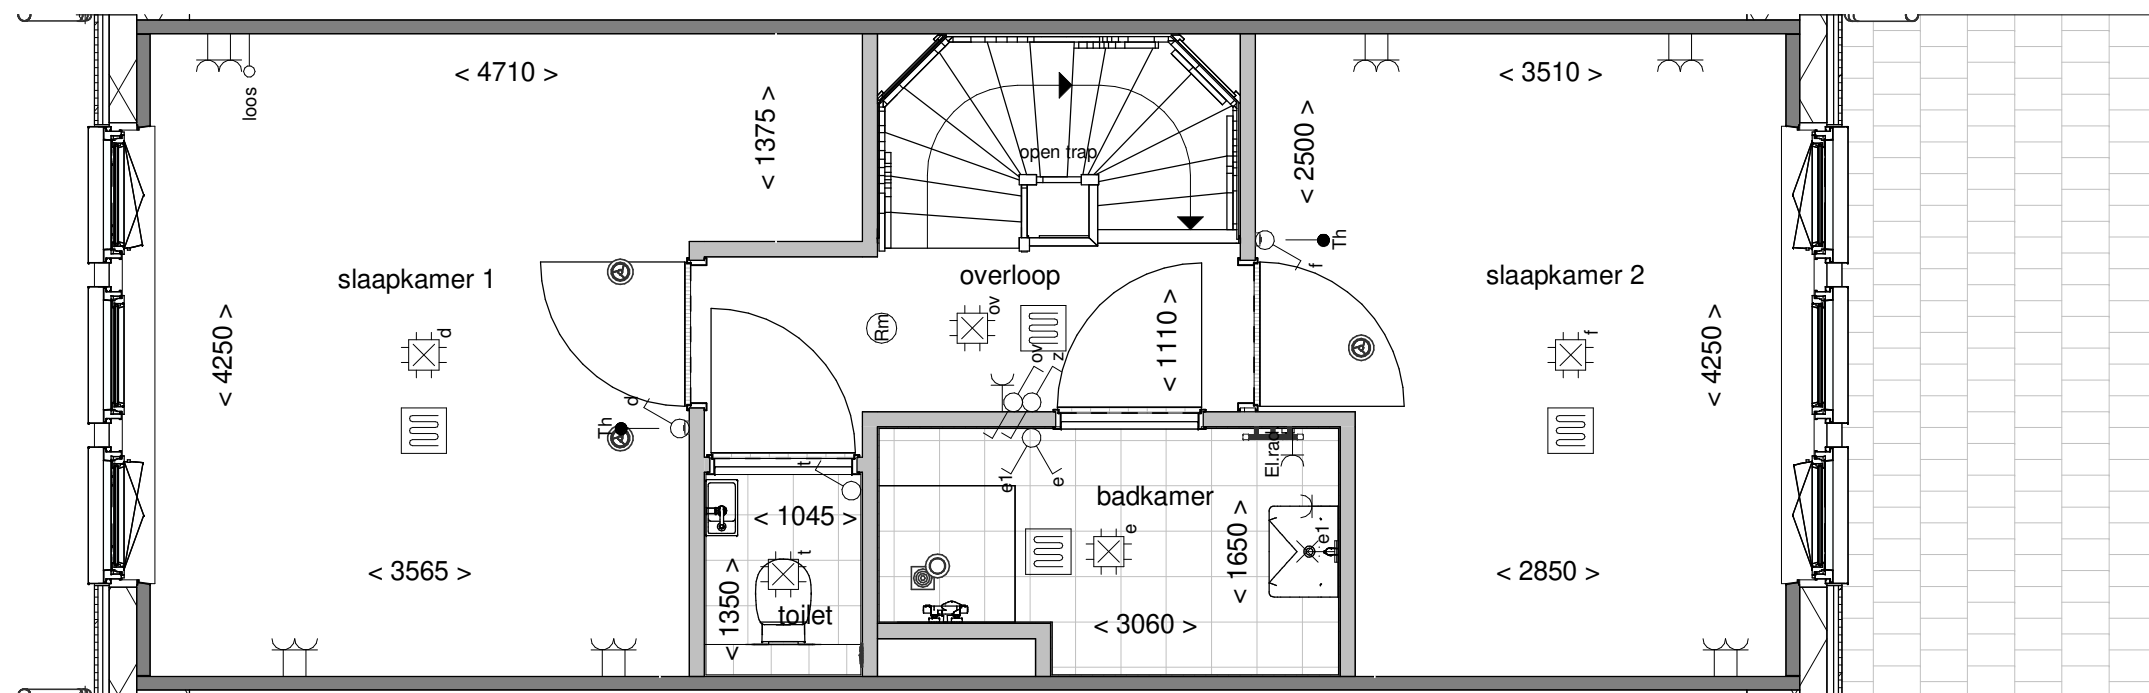 < 4710 >
< 3510 >
loos
< 1375 >
< 2500 >
open trap
Th
f
slaapkamer 1
overloop
slaapkamer 2
ov
Rm
< 1110 >
d
f
< 4250 >
< 4250 >
ov
z
d
Th
t
El.rad
e1
e
badkamer
< 1045 >
e
< 1650 >
e1
t
< 3565 >
< 2850 >
< 1350 >
toilet
< 3060 >